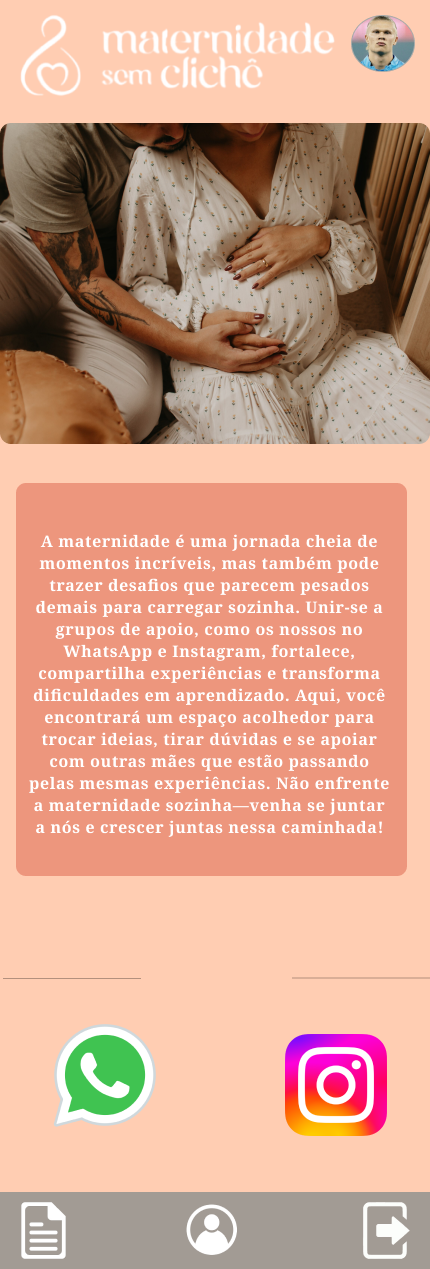 maternidade
sem clichê
A maternidade é uma jornada cheia de
momentos incríveis, mas também pode
trazer desafios que parecem pesados
demais para carregar sozinha. Unir-se a
grupos de apoio, como os nossos no
WhatsApp e Instagram, fortalece,
compartilha experiências e transforma
dificuldades em aprendizado. Aqui, você
encontrará um espaço acolhedor para
trocar ideias, tirar dúvidas e se apoiar
com outras mães que estão passando
pelas mesmas experiências. Não enfrente
a maternidade sozinha—venha se juntar
a nós e crescer juntas nessa caminhada!